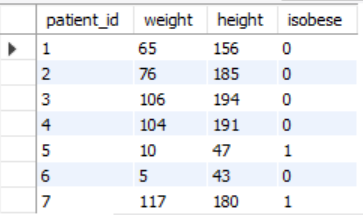 patient_id weight height isobese
1 65 156 0
2 76 185 0
3 106 194 0
4 104 191 0
5 10 47 1
6 5 43 0
7 117 180 1